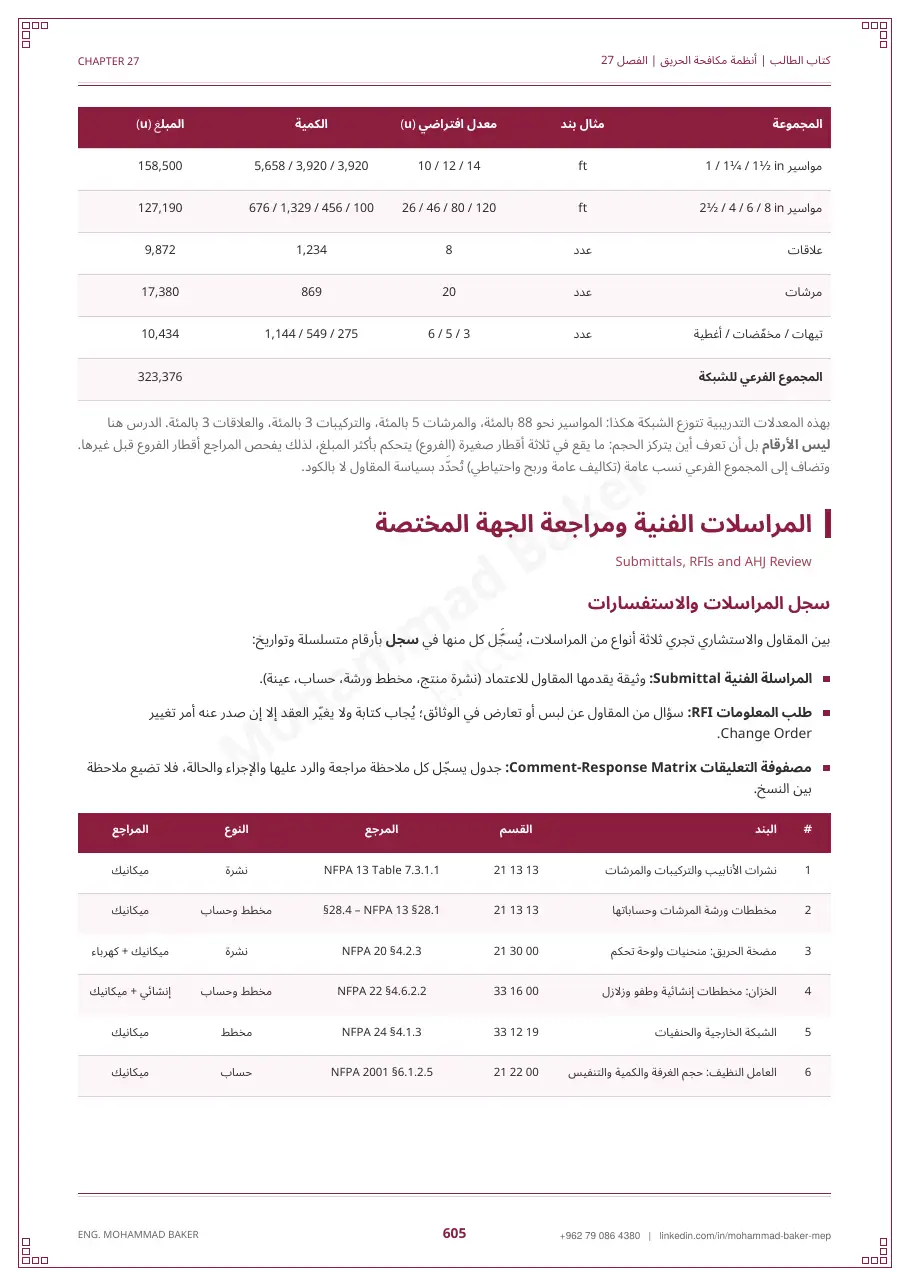 كتاب الطالب | أنظمة مكافحة الحريق | الفصل 27
CHAPTER 27
المجموعة | مثال بند | معدل افتراضي (u) | الكمية | المبلغ (u)
مواسير 1 / 1¼ / 1½ in | ft | 10 / 12 / 14 | 5,658 / 3,920 / 3,920 | 158,500
مواسير 2½ / 4 / 6 / 8 in | ft | 26 / 46 / 80 / 120 | 676 / 1,329 / 456 / 100 | 127,190
علاقات | عدد | 8 | 1,234 | 9,872
مرشات | عدد | 20 | 869 | 17,380
تيهات / مخفّضات / أغطية | عدد | 6 / 5 / 3 | 1,144 / 549 / 275 | 10,434
المجموع الفرعي للشبكة | 323,376
بهذه المعدلات التدريبية تتوزع الشبكة هكذا: المواسير نحو 88 بالمئة، والمرشات 5 بالمئة، والتركيبات 3 بالمئة، والعلاقات 3 بالمئة. الدرس هنا
ليس الأرقام بل أن تعرف أين يتركز الحجم: ما يقع في ثلاثة أقطار صغيرة (الفروع) يتحكم بأكثر المبلغ، لذلك يفحص المراجع أقطار الفروع قبل غيرها.
وتضاف إلى المجموع الفرعي نسب عامة (تكاليف عامة وربح واحتياطي) تُحدَّد بسياسة المقاول لا بالكود.
المراسلات الفنية ومراجعة الجهة المختصة
Submittals, RFIs and AHJ Review
سجل المراسلات والاستفسارات
بين المقاول والاستشاري تجري ثلاثة أنواع من المراسلات، يُسجَّل كل منها في سجل بأرقام متسلسلة وتواريخ:
المراسلة الفنية Submittal: وثيقة يقدمها المقاول للاعتماد (نشرة منتج، مخطط ورشة، حساب، عينة).
طلب المعلومات RFI: سؤال من المقاول عن لبس أو تعارض في الوثائق؛ يُجاب كتابة ولا يغيّر العقد إلا إن صدر عنه أمر تغيير
Change Order.
مصفوفة التعليقات Comment-Response Matrix: جدول يسجّل كل ملاحظة مراجعة والرد عليها والإجراء والحالة، فلا تضيع ملاحظة
بين النسخ.
# | البند | القسم | المرجع | النوع | المراجِع
1 | نشرات الأنابيب والتركيبات والمرشات | 21 13 13 | NFPA 13 Table 7.3.1.1 | نشرة | ميكانيك
2 | مخططات ورشة المرشات وحساباتها | 21 13 13 | §28.4 – NFPA 13 §28.1 | مخطط وحساب | ميكانيك
3 | مضخة الحريق: منحنيات ولوحة تحكم | 21 30 00 | NFPA 20 §4.2.3 | نشرة | ميكانيك + كهرباء
4 | الخزان: مخططات إنشائية وطفو وزلازل | 33 16 00 | NFPA 22 §4.6.2.2 | مخطط وحساب | إنشائي + ميكانيك
5 | الشبكة الخارجية والحنفيات | 33 12 19 | NFPA 24 §4.1.3 | مخطط | ميكانيك
6 | العامل النظيف: حجم الغرفة والكمية والتنفيس | 21 22 00 | NFPA 2001 §6.1.2.5 | حساب | ميكانيك
Mohammad Baker
EMCC
ENG. MOHAMMAD BAKER
605
+962 79 086 4380 | linkedin.com/in/mohammad-baker-mep